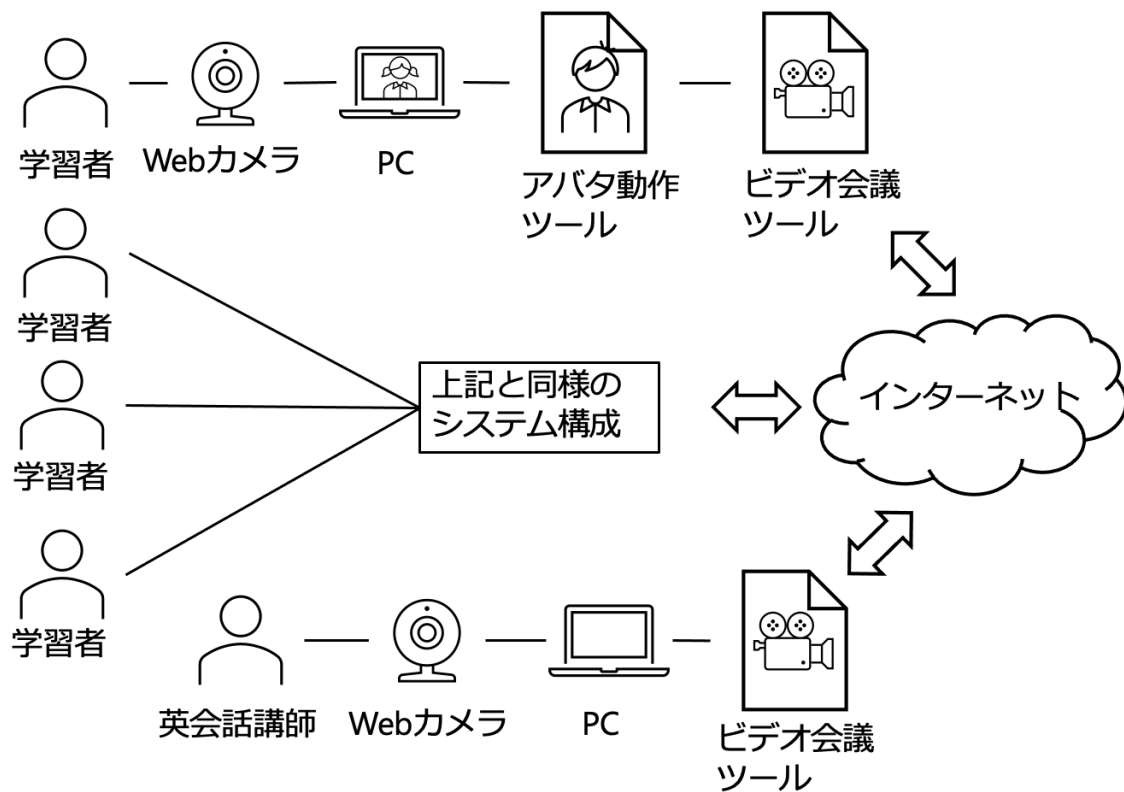 学習者
Webカメラ
PC
アバタ動作
ツール
ビデオ会議
ツール
学習者
上記と同様の
システム構成
インターネット
学習者
学習者
英会話講師
Webカメラ
PC
ビデオ会議
ツール